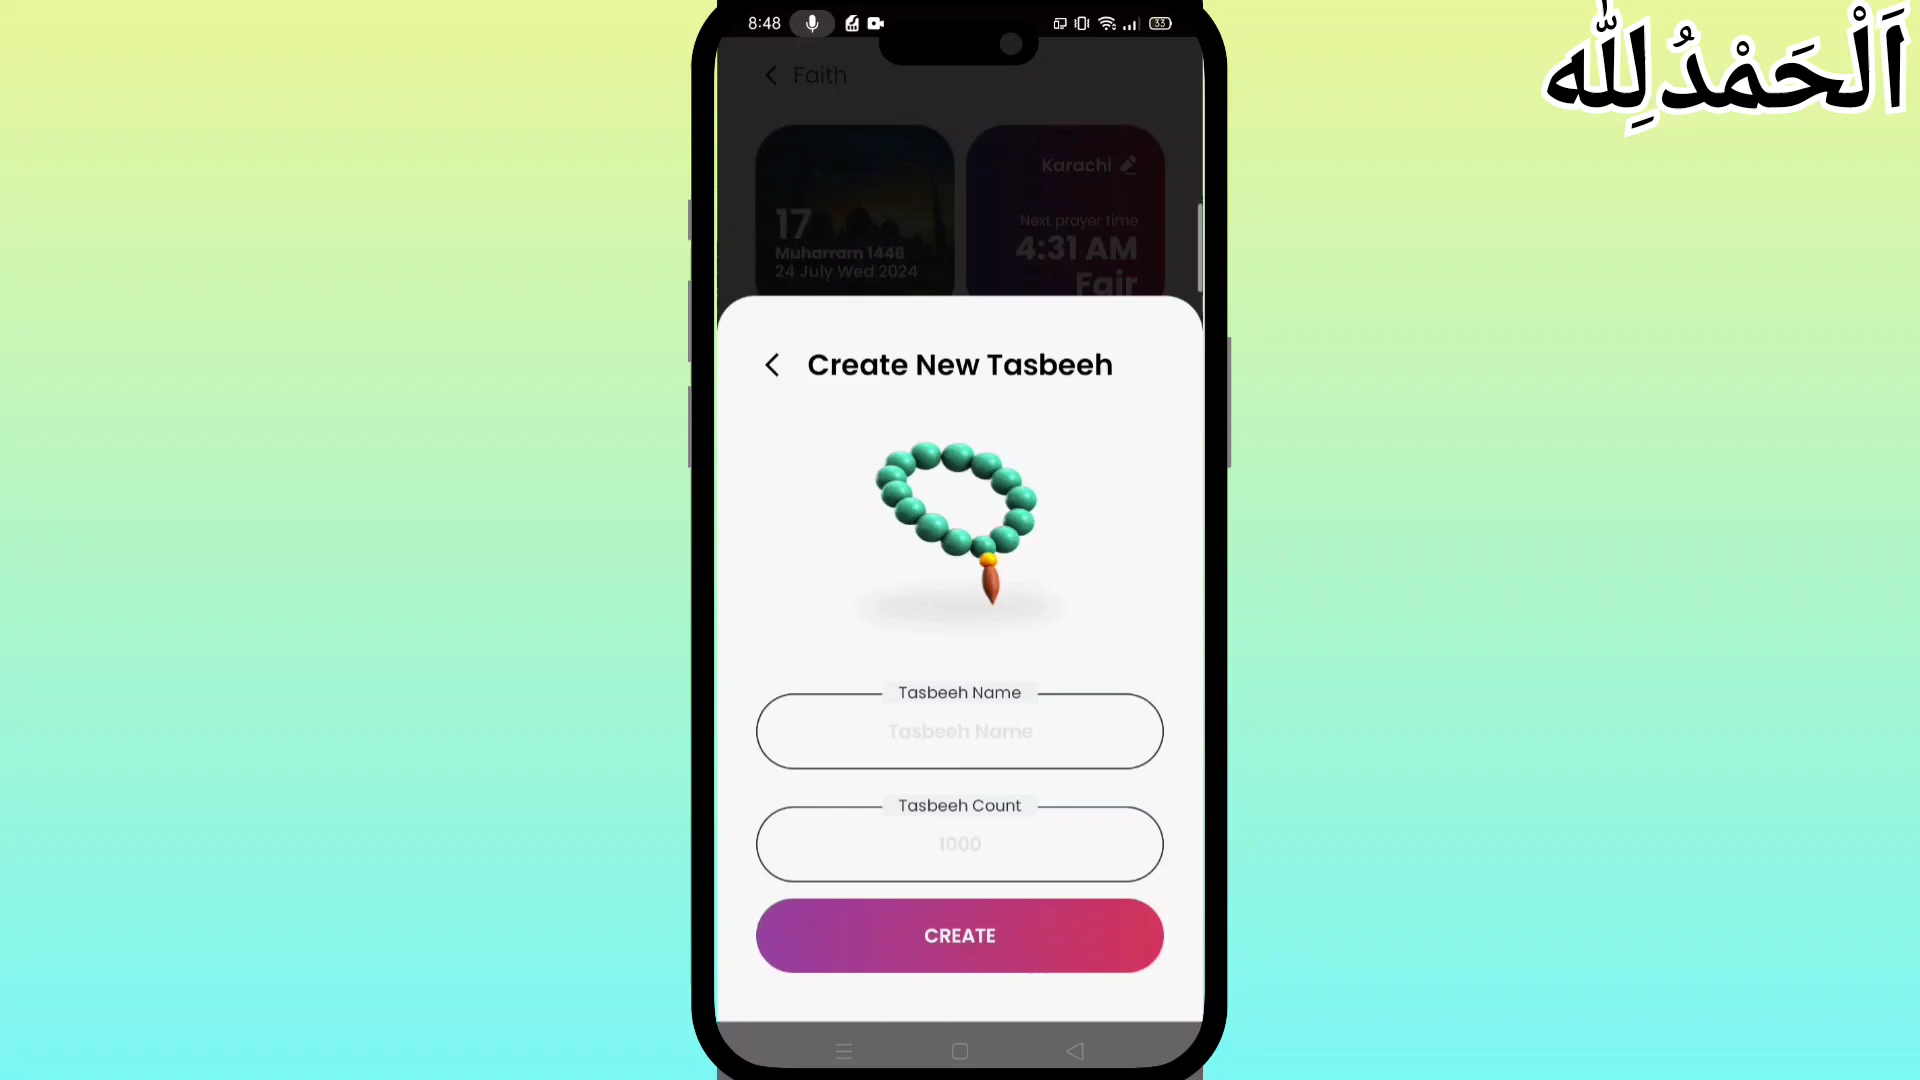 8:48
33
اَلْحَمْدُلِلّٰه
Faith
17
Muharram 1446
24 July Wed 2024
Karachi
Next prayer time
4:31 AM
Fajr
Create New Tasbeeh
Tasbeeh Name
Tasbeeh Name
Tasbeeh Count
1000
CREATE